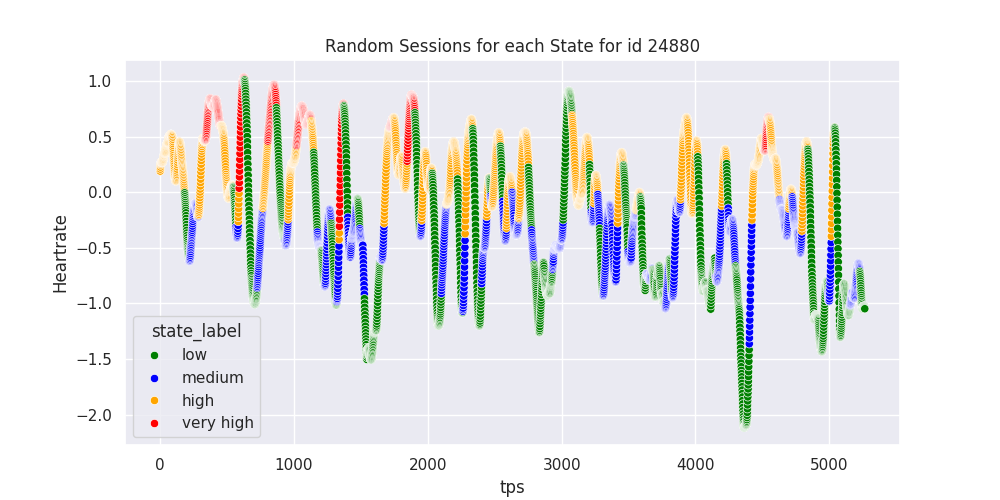 Random Sessions for each State for id 24880
Heartrate
1.0
0.5
0.0
−0.5
−1.0
−1.5
−2.0
state_label
low
medium
high
very high
0 1000 2000 3000 4000 5000
tps